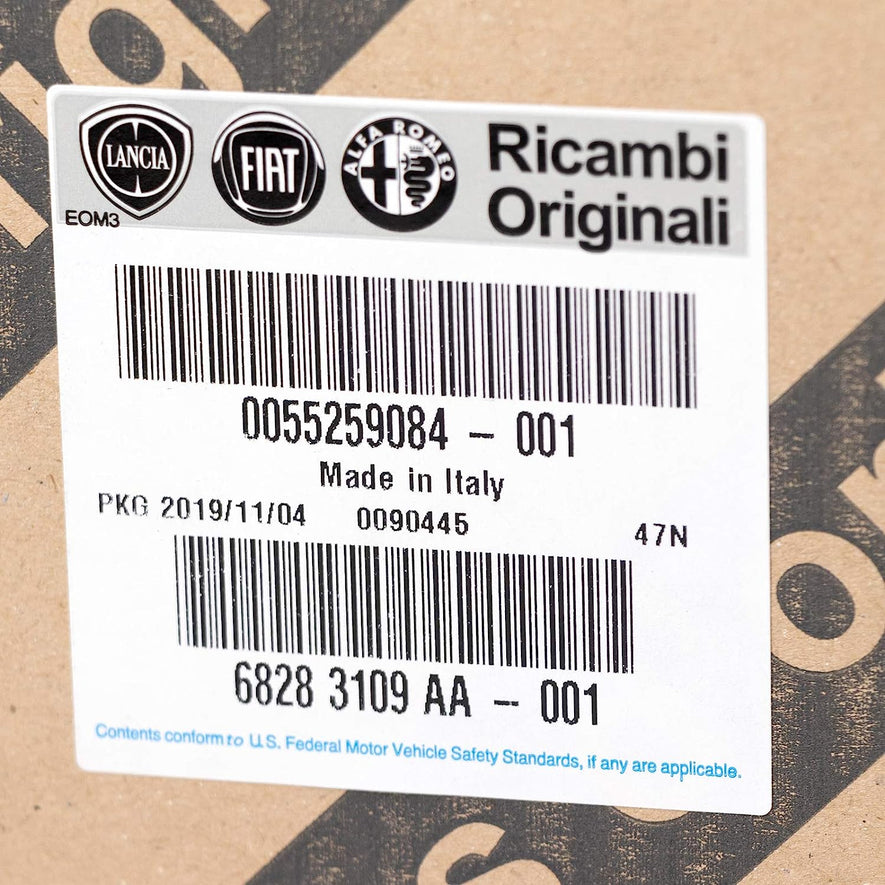 LANCIA
FIAT
ALFA ROMEO
Ricambi
Originali
EOM3
0055259084 - 001
Made in Italy
PKG 2019/11/04 0090445 47N
6828 3109 AA - 001
Contents conform to U.S. Federal Motor Vehicle Safety Standards, if any are applicable.